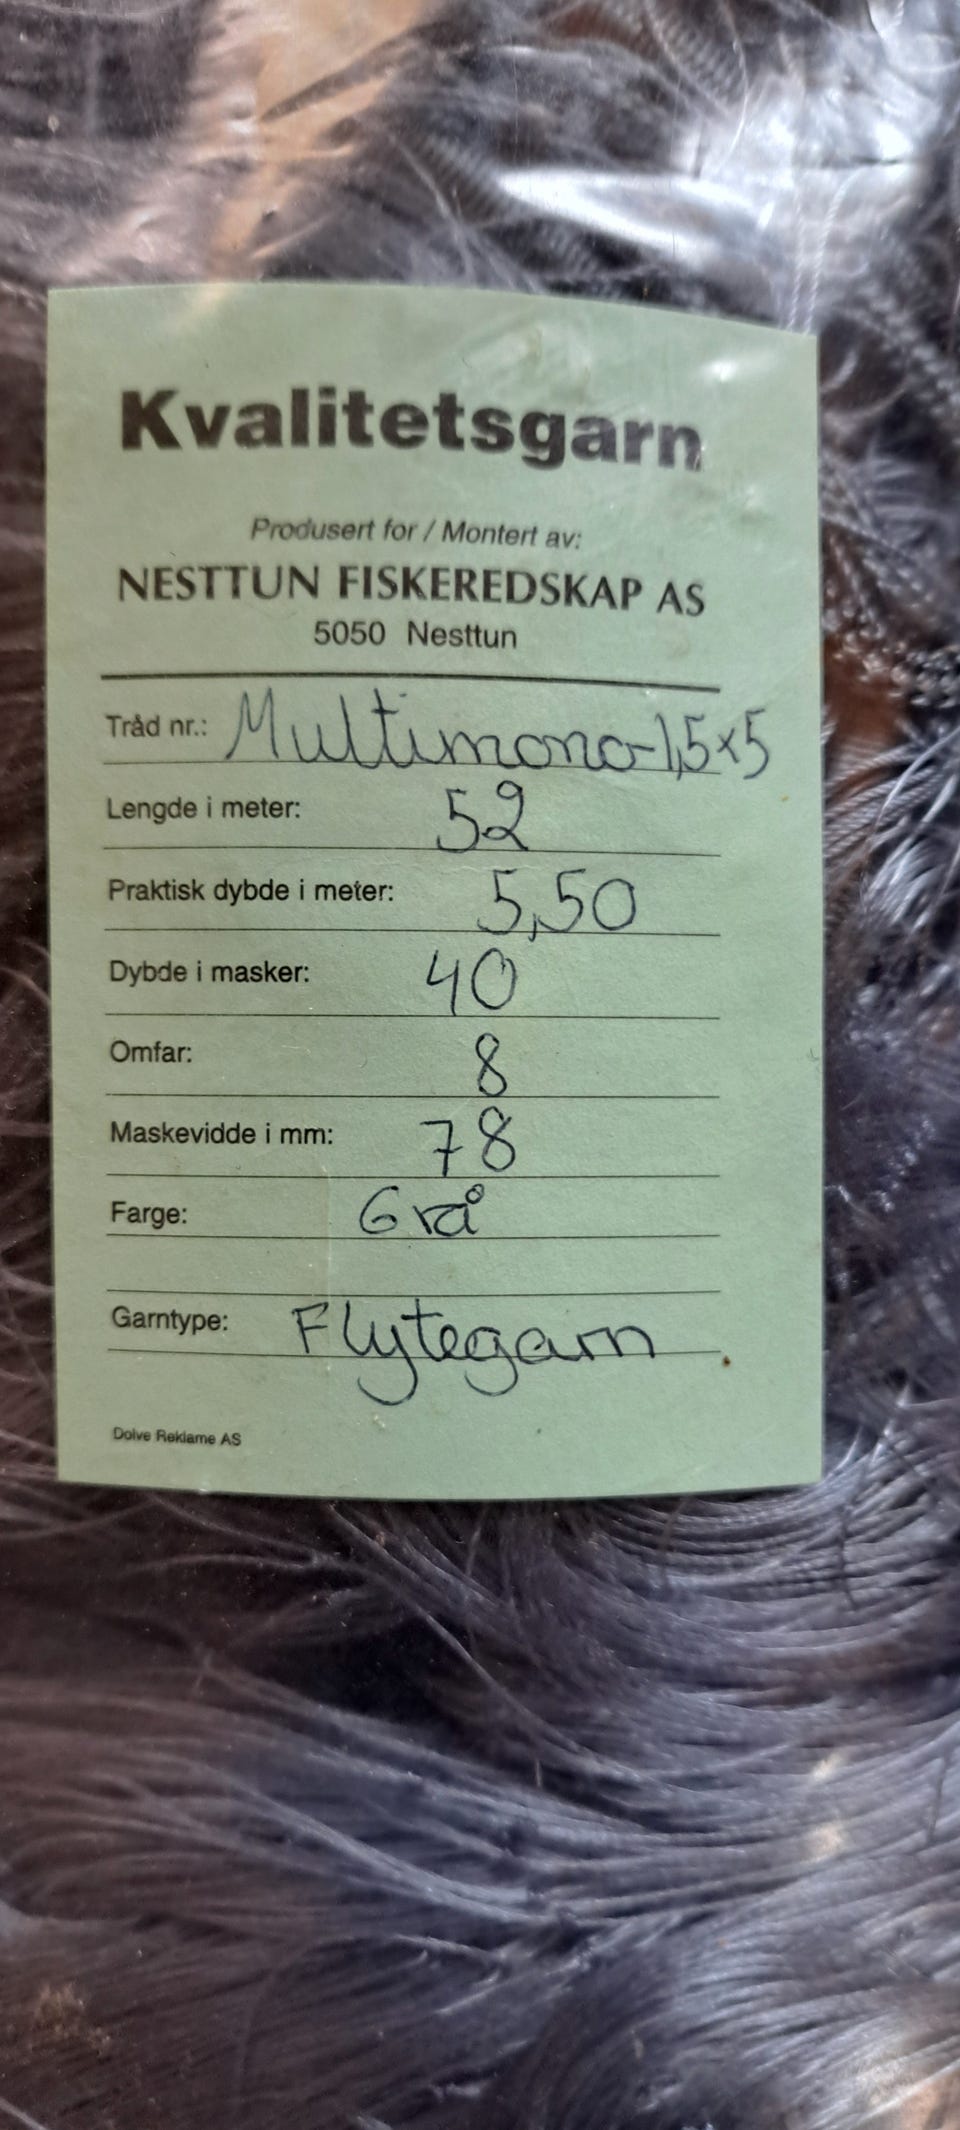 Kvalitetsgarn
Produsert for / Montert av:
NESTTUN FISKEREDSKAP AS
5050 Nesttun
Tråd nr.: Multimono-1,5x5
Lengde i meter: 52
Praktisk dybde i meter: 5,50
Dybde i masker: 40
Omfar: 8
Maskevidde i mm: 78
Farge: Grå
Garntype: Flytegarn
Dolve Reklame AS